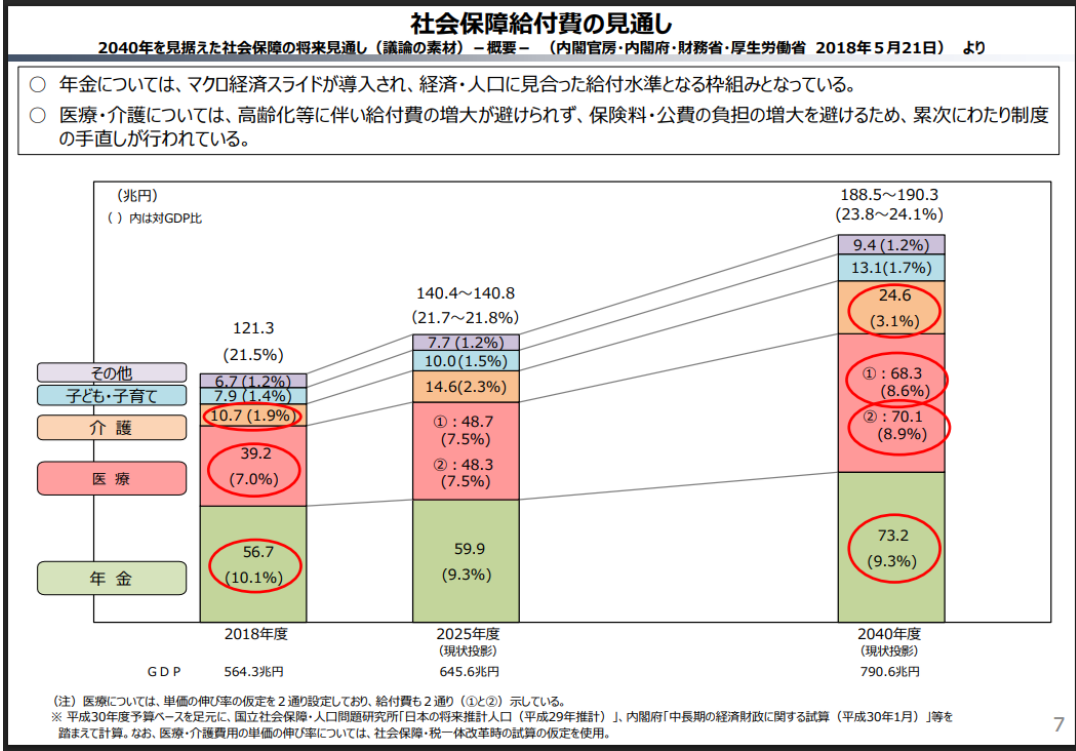 社会保障給付費の見通し
2040年を見据えた社会保障の将来見通し（議論の素材）－概要－ （内閣官房・内閣府・財務省・厚生労働省 2018年５月21日） より
○ 年金については、マクロ経済スライドが導入され、経済・人口に見合った給付水準となる枠組みとなっている。
○ 医療・介護については、高齢化等に伴い給付費の増大が避けられず、保険料・公費の負担の増大を避けるため、累次にわたり制度
の手直しが行われている。
（兆円）
（ ）内は対GDP比
121.3
(21.5%)
140.4～140.8
(21.7～21.8%)
188.5～190.3
(23.8～24.1%)
その他
子ども・子育て
介 護
医 療
年 金
6.7 (1.2%)
7.9 (1.4%)
10.7 (1.9%)
39.2
(7.0%)
56.7
(10.1%)
7.7 (1.2%)
10.0(1.5%)
14.6(2.3%)
①：48.7
(7.5%)
②：48.3
(7.5%)
59.9
(9.3%)
9.4 (1.2%)
13.1(1.7%)
24.6
(3.1%)
①：68.3
(8.6%)
②：70.1
(8.9%)
73.2
(9.3%)
2018年度
2025年度
（現状投影）
2040年度
（現状投影）
ＧＤＰ 564.3兆円 645.6兆円 790.6兆円
（注）医療については、単価の伸び率の仮定を２通り設定しており、給付費も２通り（①と②）示している。
※ 平成30年度予算ベースを足元に、国立社会保障・人口問題研究所「日本の将来推計人口（平成29年推計）」、内閣府「中長期の経済財政に関する試算（平成30年1月）」等を
踏まえて計算。なお、医療・介護費用の単価の伸び率については、社会保障・税一体改革時の試算の仮定を使用。
7